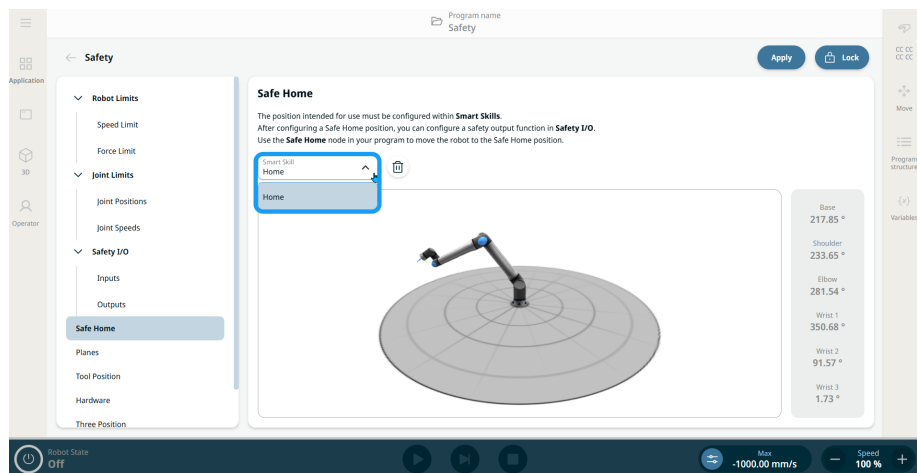 Program name
Safety
Safety
Apply
Lock
CC CC
CC CC
Application
3D
Operator
Move
Program
structure
{x}
Variables
Robot Limits
Speed Limit
Force Limit
Joint Limits
Joint Positions
Joint Speeds
Safety I/O
Inputs
Outputs
Safe Home
Planes
Tool Position
Hardware
Three Position
Safe Home
The position intended for use must be configured within Smart Skills.
After configuring a Safe Home position, you can configure a safety output function in Safety I/O.
Use the Safe Home node in your program to move the robot to the Safe Home position.
Smart Skill
Home
Home
Base
217.85 °
Shoulder
233.65 °
Elbow
281.54 °
Wrist 1
350.68 °
Wrist 2
91.57 °
Wrist 3
1.73 °
Robot State
Off
Max
-1000.00 mm/s
Speed
100 %